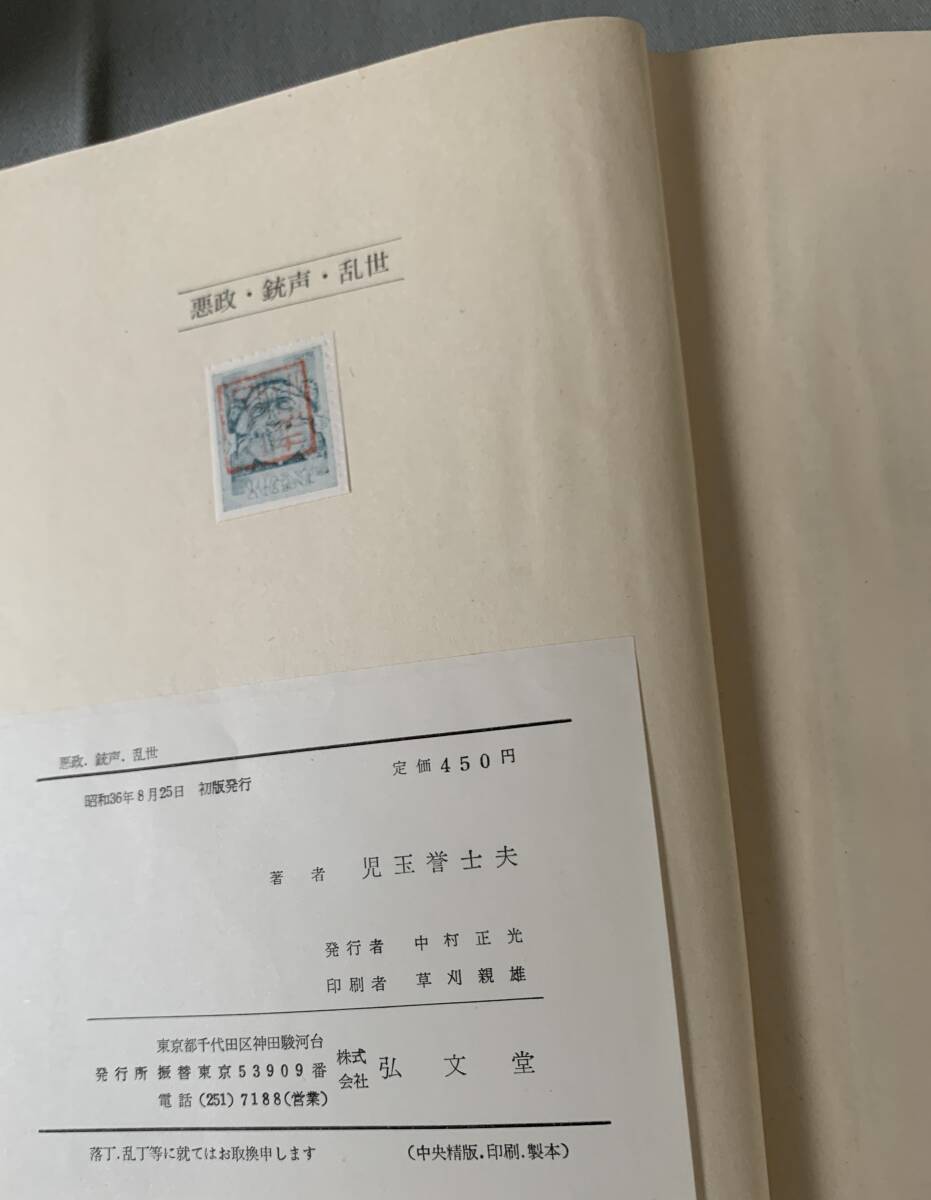 悪政・銃声・乱世
悪政．銃声．乱世
昭和36年8月25日 初版発行
定価450円
著者 児玉誉士夫
発行者 中村正光
印刷者 草刈親雄
東京都千代田区神田駿河台
発行所 振替東京53909番
電話(251)7188(営業)
株式会社 弘文堂
落丁．乱丁等に就てはお取換申します
(中央精版．印刷．製本)